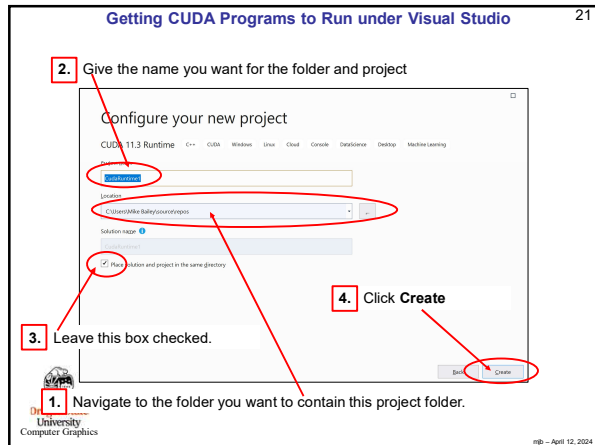 Getting CUDA Programs to Run under Visual Studio
21
2. Give the name you want for the folder and project
Configure your new project
CUDA 11.3 Runtime C++ CUDA Windows Linux Cloud Console DataScience Desktop Machine Learning
CudaRuntime1
Location
C:\Users\Mike Bailey\source\repos
...
Solution name
CudaRuntime1
Place solution and project in the same directory
4. Click Create
3. Leave this box checked.
Back Create
1. Navigate to the folder you want to contain this project folder.
University
Computer Graphics
mjb – April 12, 2024